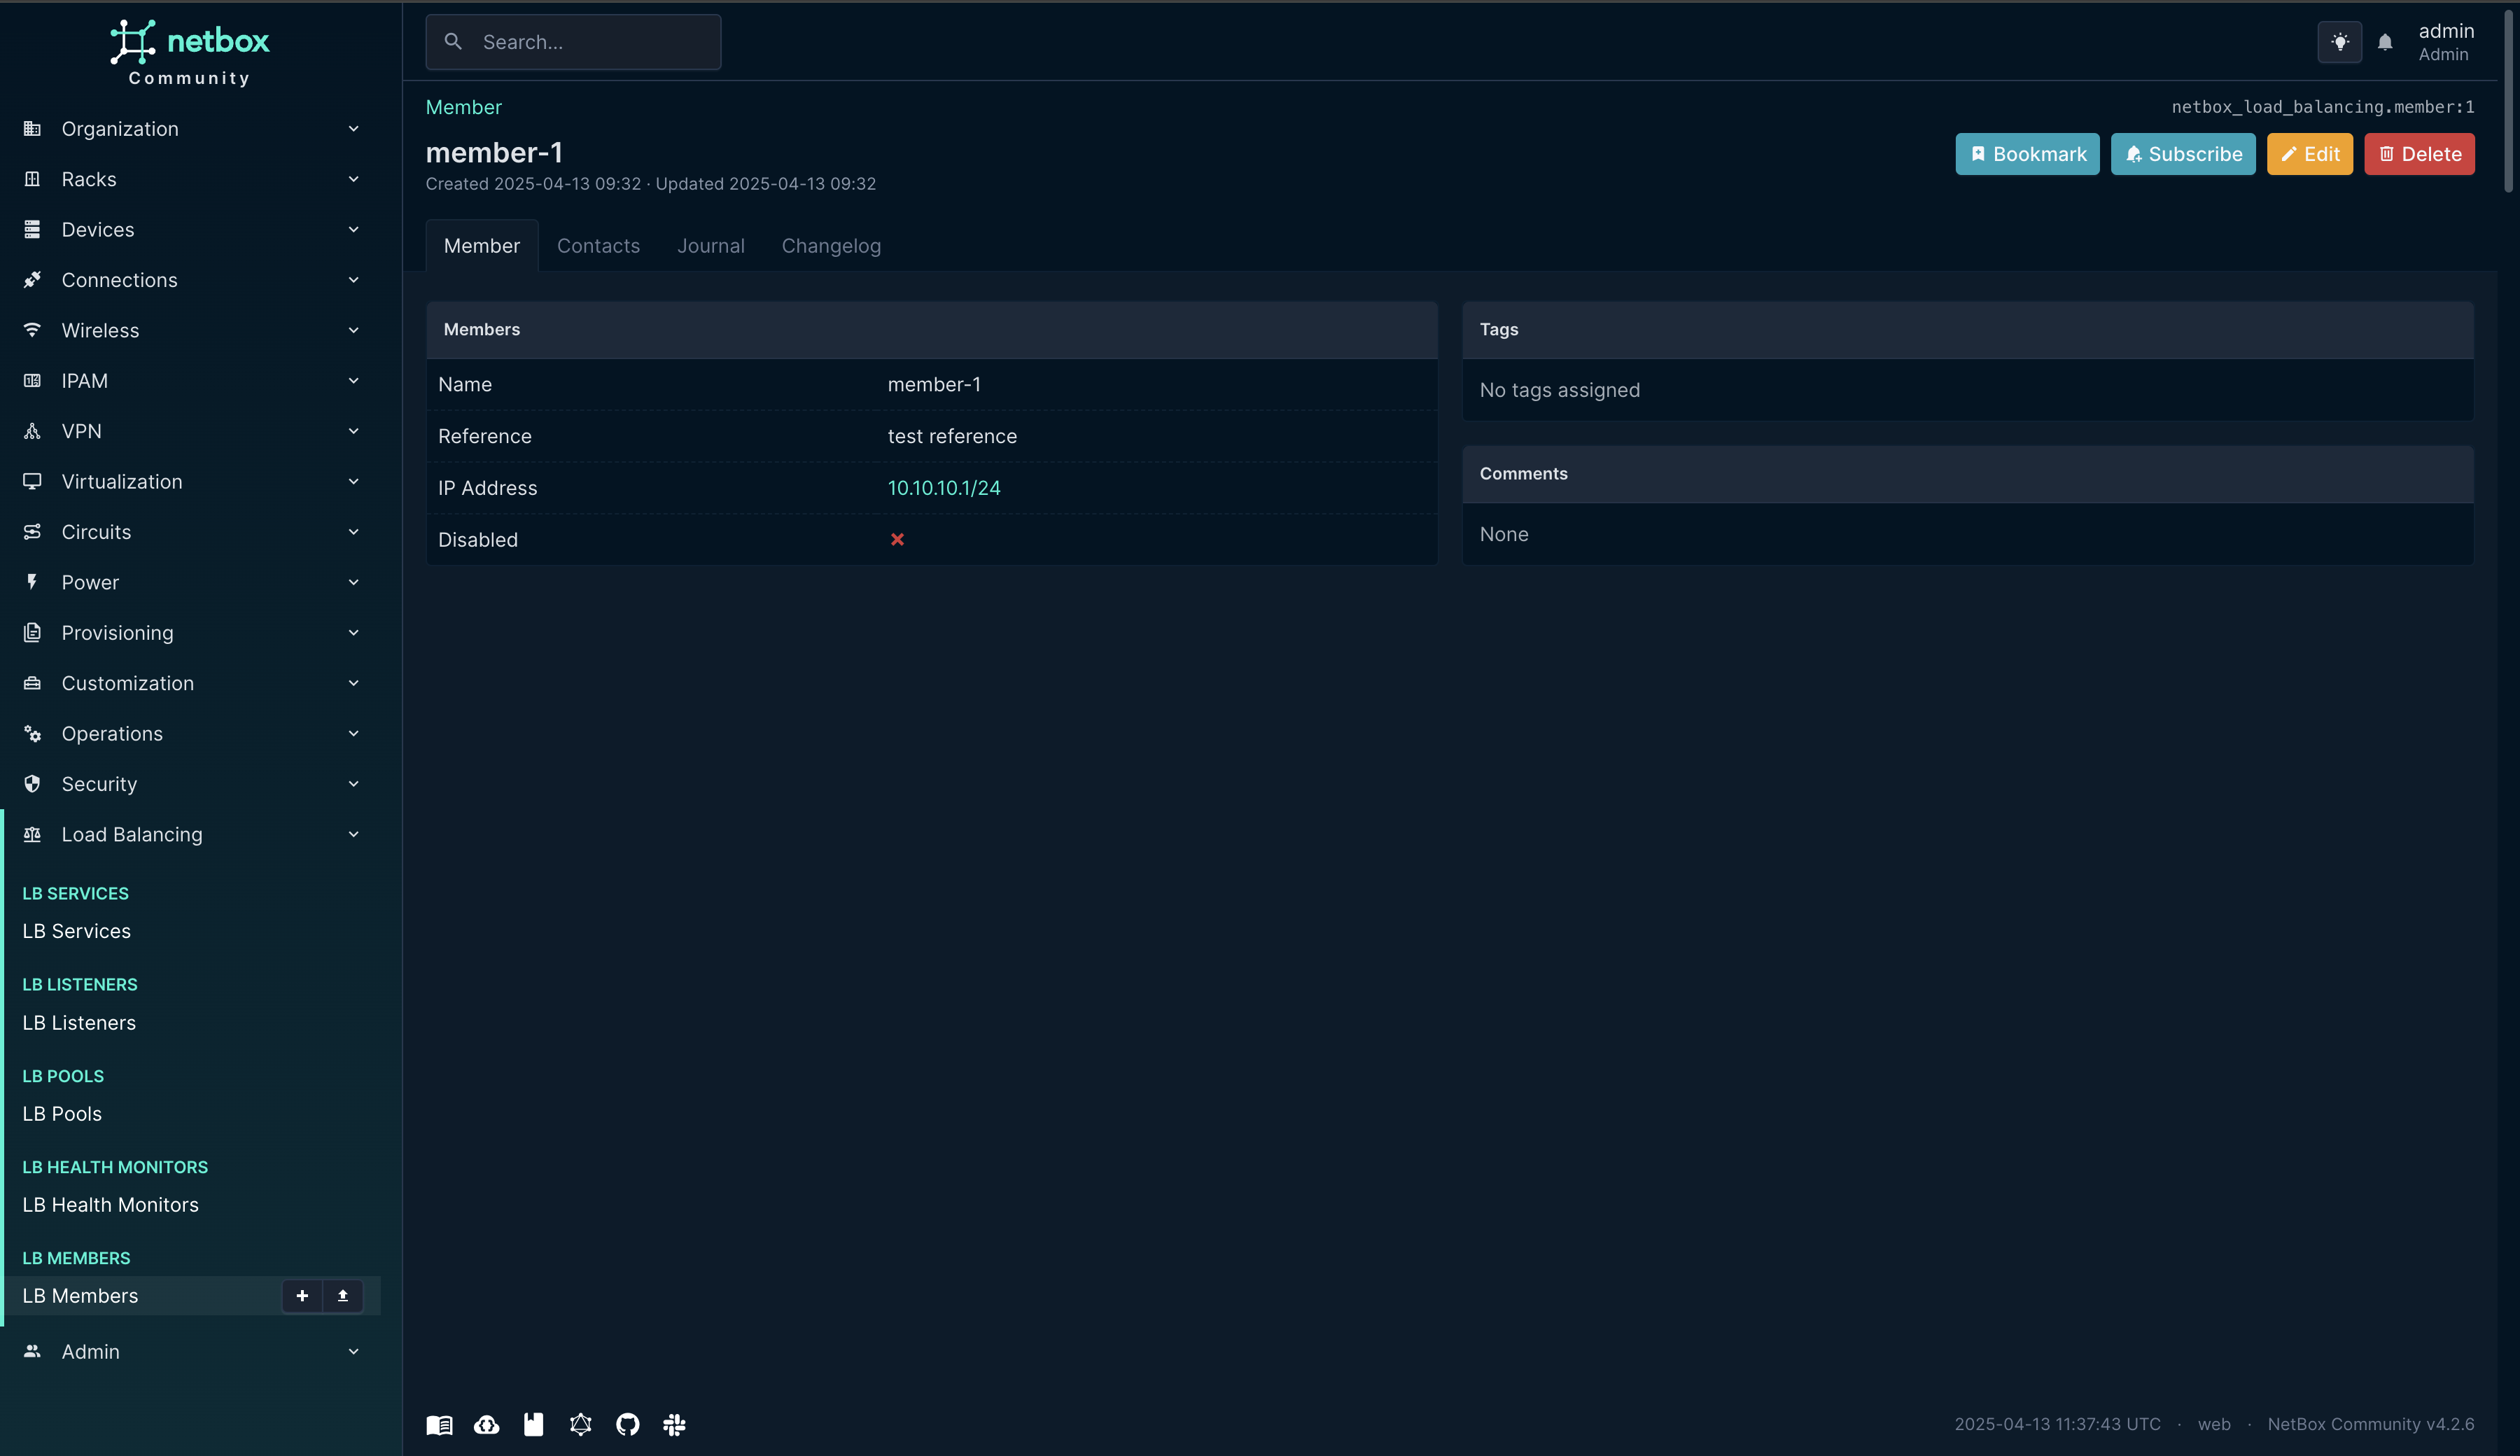 netbox
Community
Organization
Racks
Devices
Connections
Wireless
IPAM
VPN
Virtualization
Circuits
Power
Provisioning
Customization
Operations
Security
Load Balancing
LB SERVICES
LB Services
LB LISTENERS
LB Listeners
LB POOLS
LB Pools
LB HEALTH MONITORS
LB Health Monitors
LB MEMBERS
LB Members
Admin
Search...
admin
Admin
Member
netbox_load_balancing.member:1
member-1
Created 2025-04-13 09:32 · Updated 2025-04-13 09:32
Bookmark Subscribe Edit Delete
Member Contacts Journal Changelog
Members
Name member-1
Reference test reference
IP Address 10.10.10.1/24
Disabled
Tags
No tags assigned
Comments
None
2025-04-13 11:37:43 UTC · web · NetBox Community v4.2.6